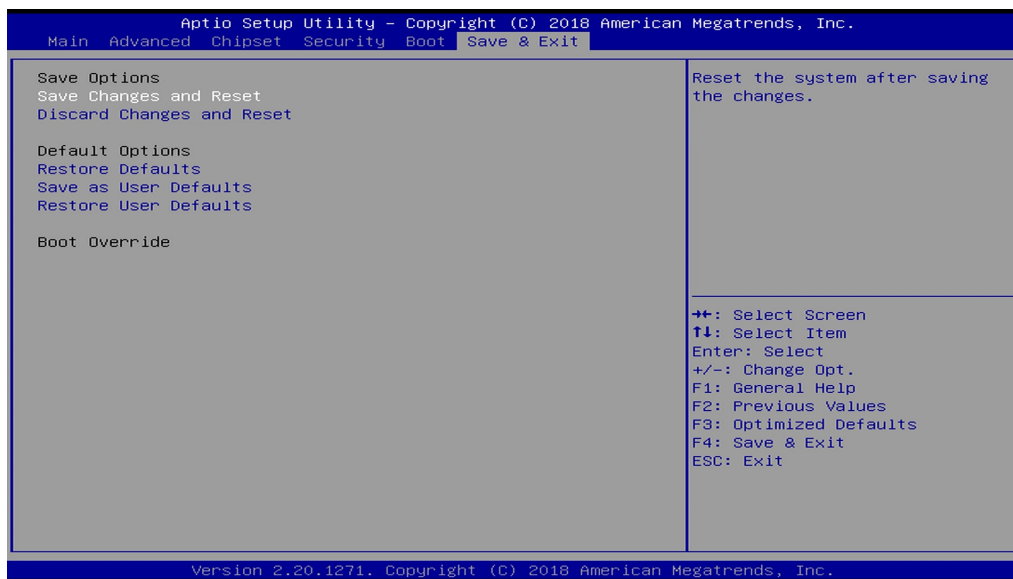 Aptio Setup Utility – Copyright (C) 2018 American Megatrends, Inc.
Main Advanced Chipset Security Boot Save & Exit
Save Options
Save Changes and Reset
Discard Changes and Reset
Default Options
Restore Defaults
Save as User Defaults
Restore User Defaults
Boot Override
Reset the system after saving
the changes.
→←: Select Screen
↑↓: Select Item
Enter: Select
+/-: Change Opt.
F1: General Help
F2: Previous Values
F3: Optimized Defaults
F4: Save & Exit
ESC: Exit
Version 2.20.1271. Copyright (C) 2018 American Megatrends, Inc.